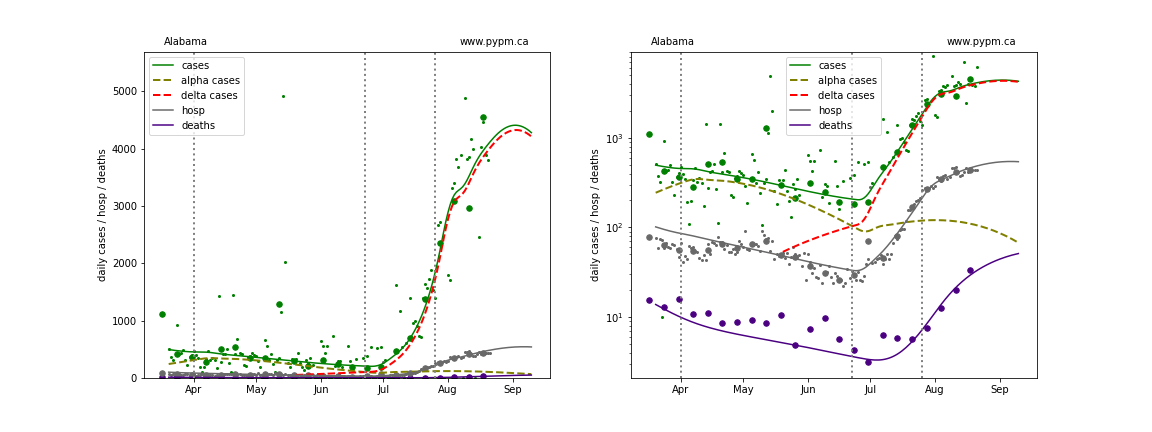 Alabama www.pypm.ca
cases
alpha cases
delta cases
hosp
deaths
daily cases / hosp / deaths
5000
4000
3000
2000
1000
0
Apr May Jun Jul Aug Sep
Alabama www.pypm.ca
cases
alpha cases
delta cases
hosp
deaths
daily cases / hosp / deaths
10³
10²
10¹
Apr May Jun Jul Aug Sep